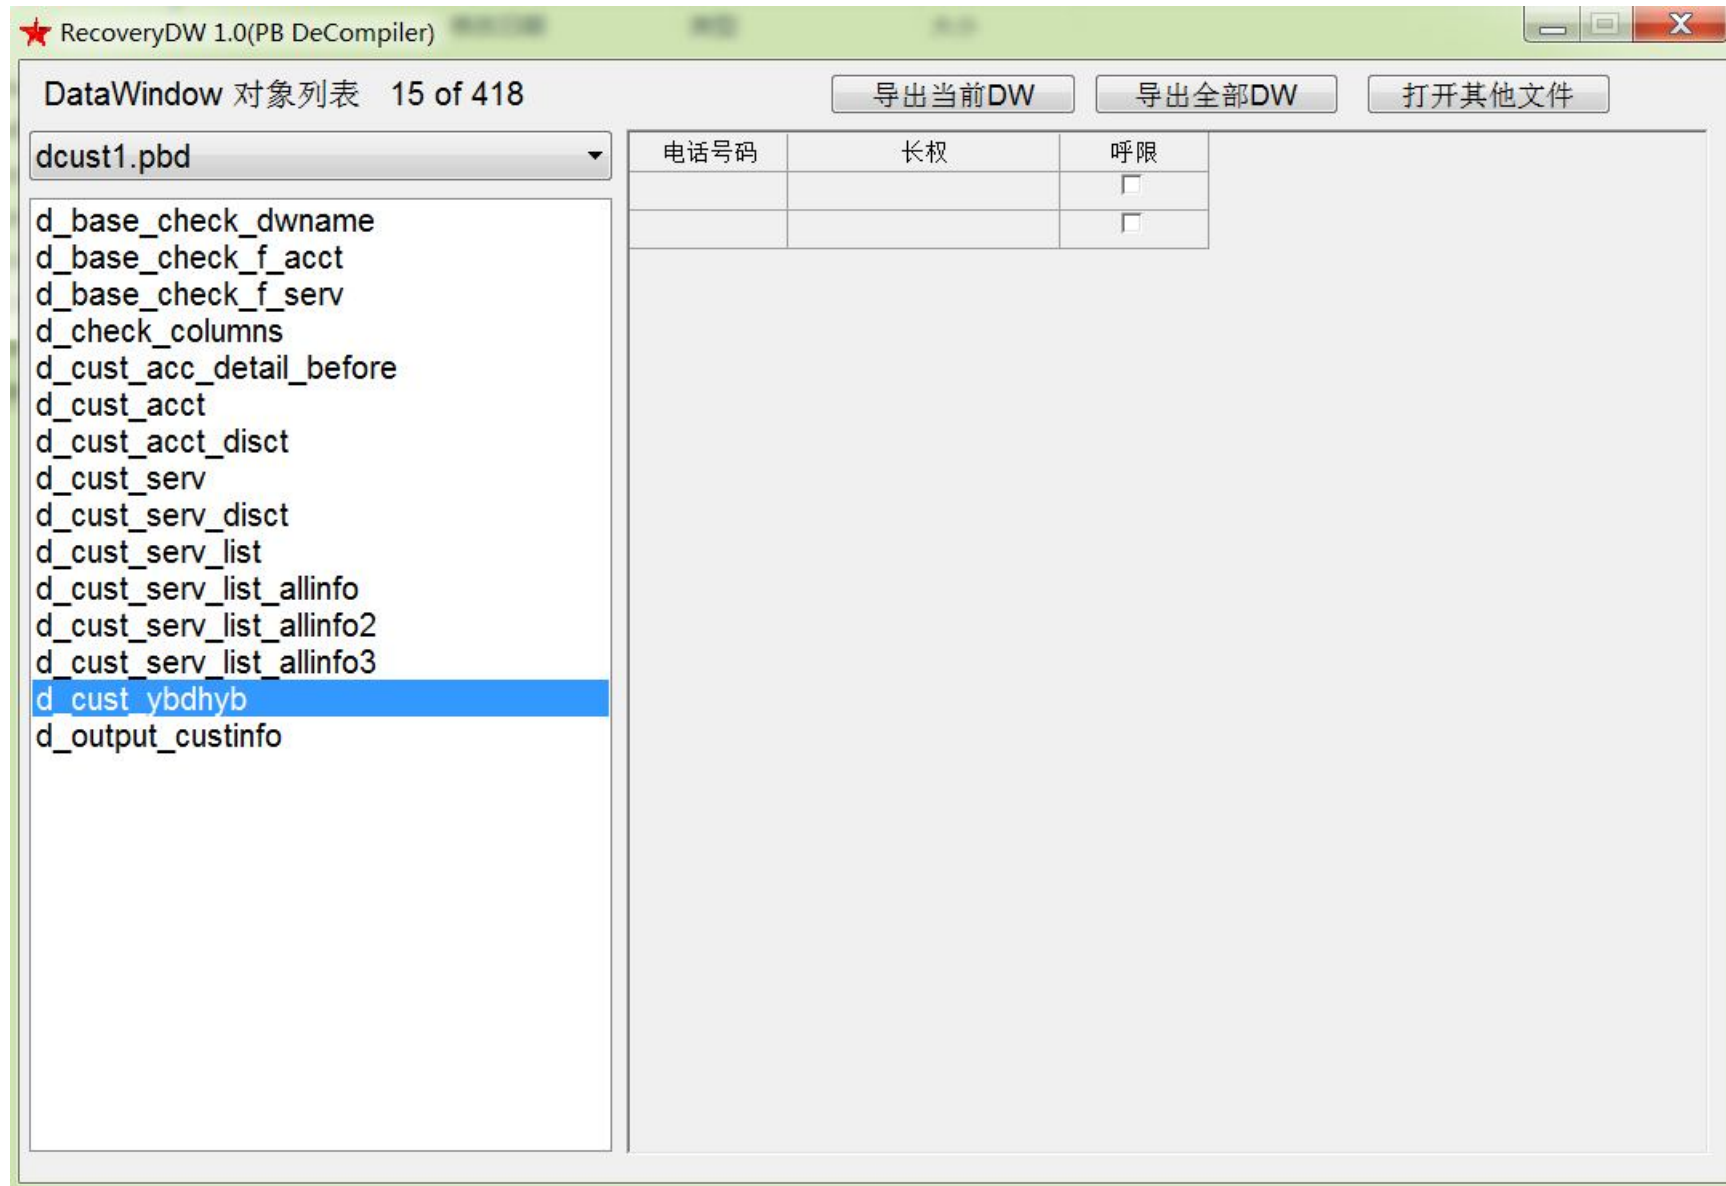 RecoveryDW 1.0(PB DeCompiler)
DataWindow 对象列表 15 of 418
导出当前DW
导出全部DW
打开其他文件
dcust1.pbd
电话号码 长权 呼限
d_base_check_dwname
d_base_check_f_acct
d_base_check_f_serv
d_check_columns
d_cust_acc_detail_before
d_cust_acct
d_cust_acct_disct
d_cust_serv
d_cust_serv_disct
d_cust_serv_list
d_cust_serv_list_allinfo
d_cust_serv_list_allinfo2
d_cust_serv_list_allinfo3
d_cust_ybdhyb
d_output_custinfo